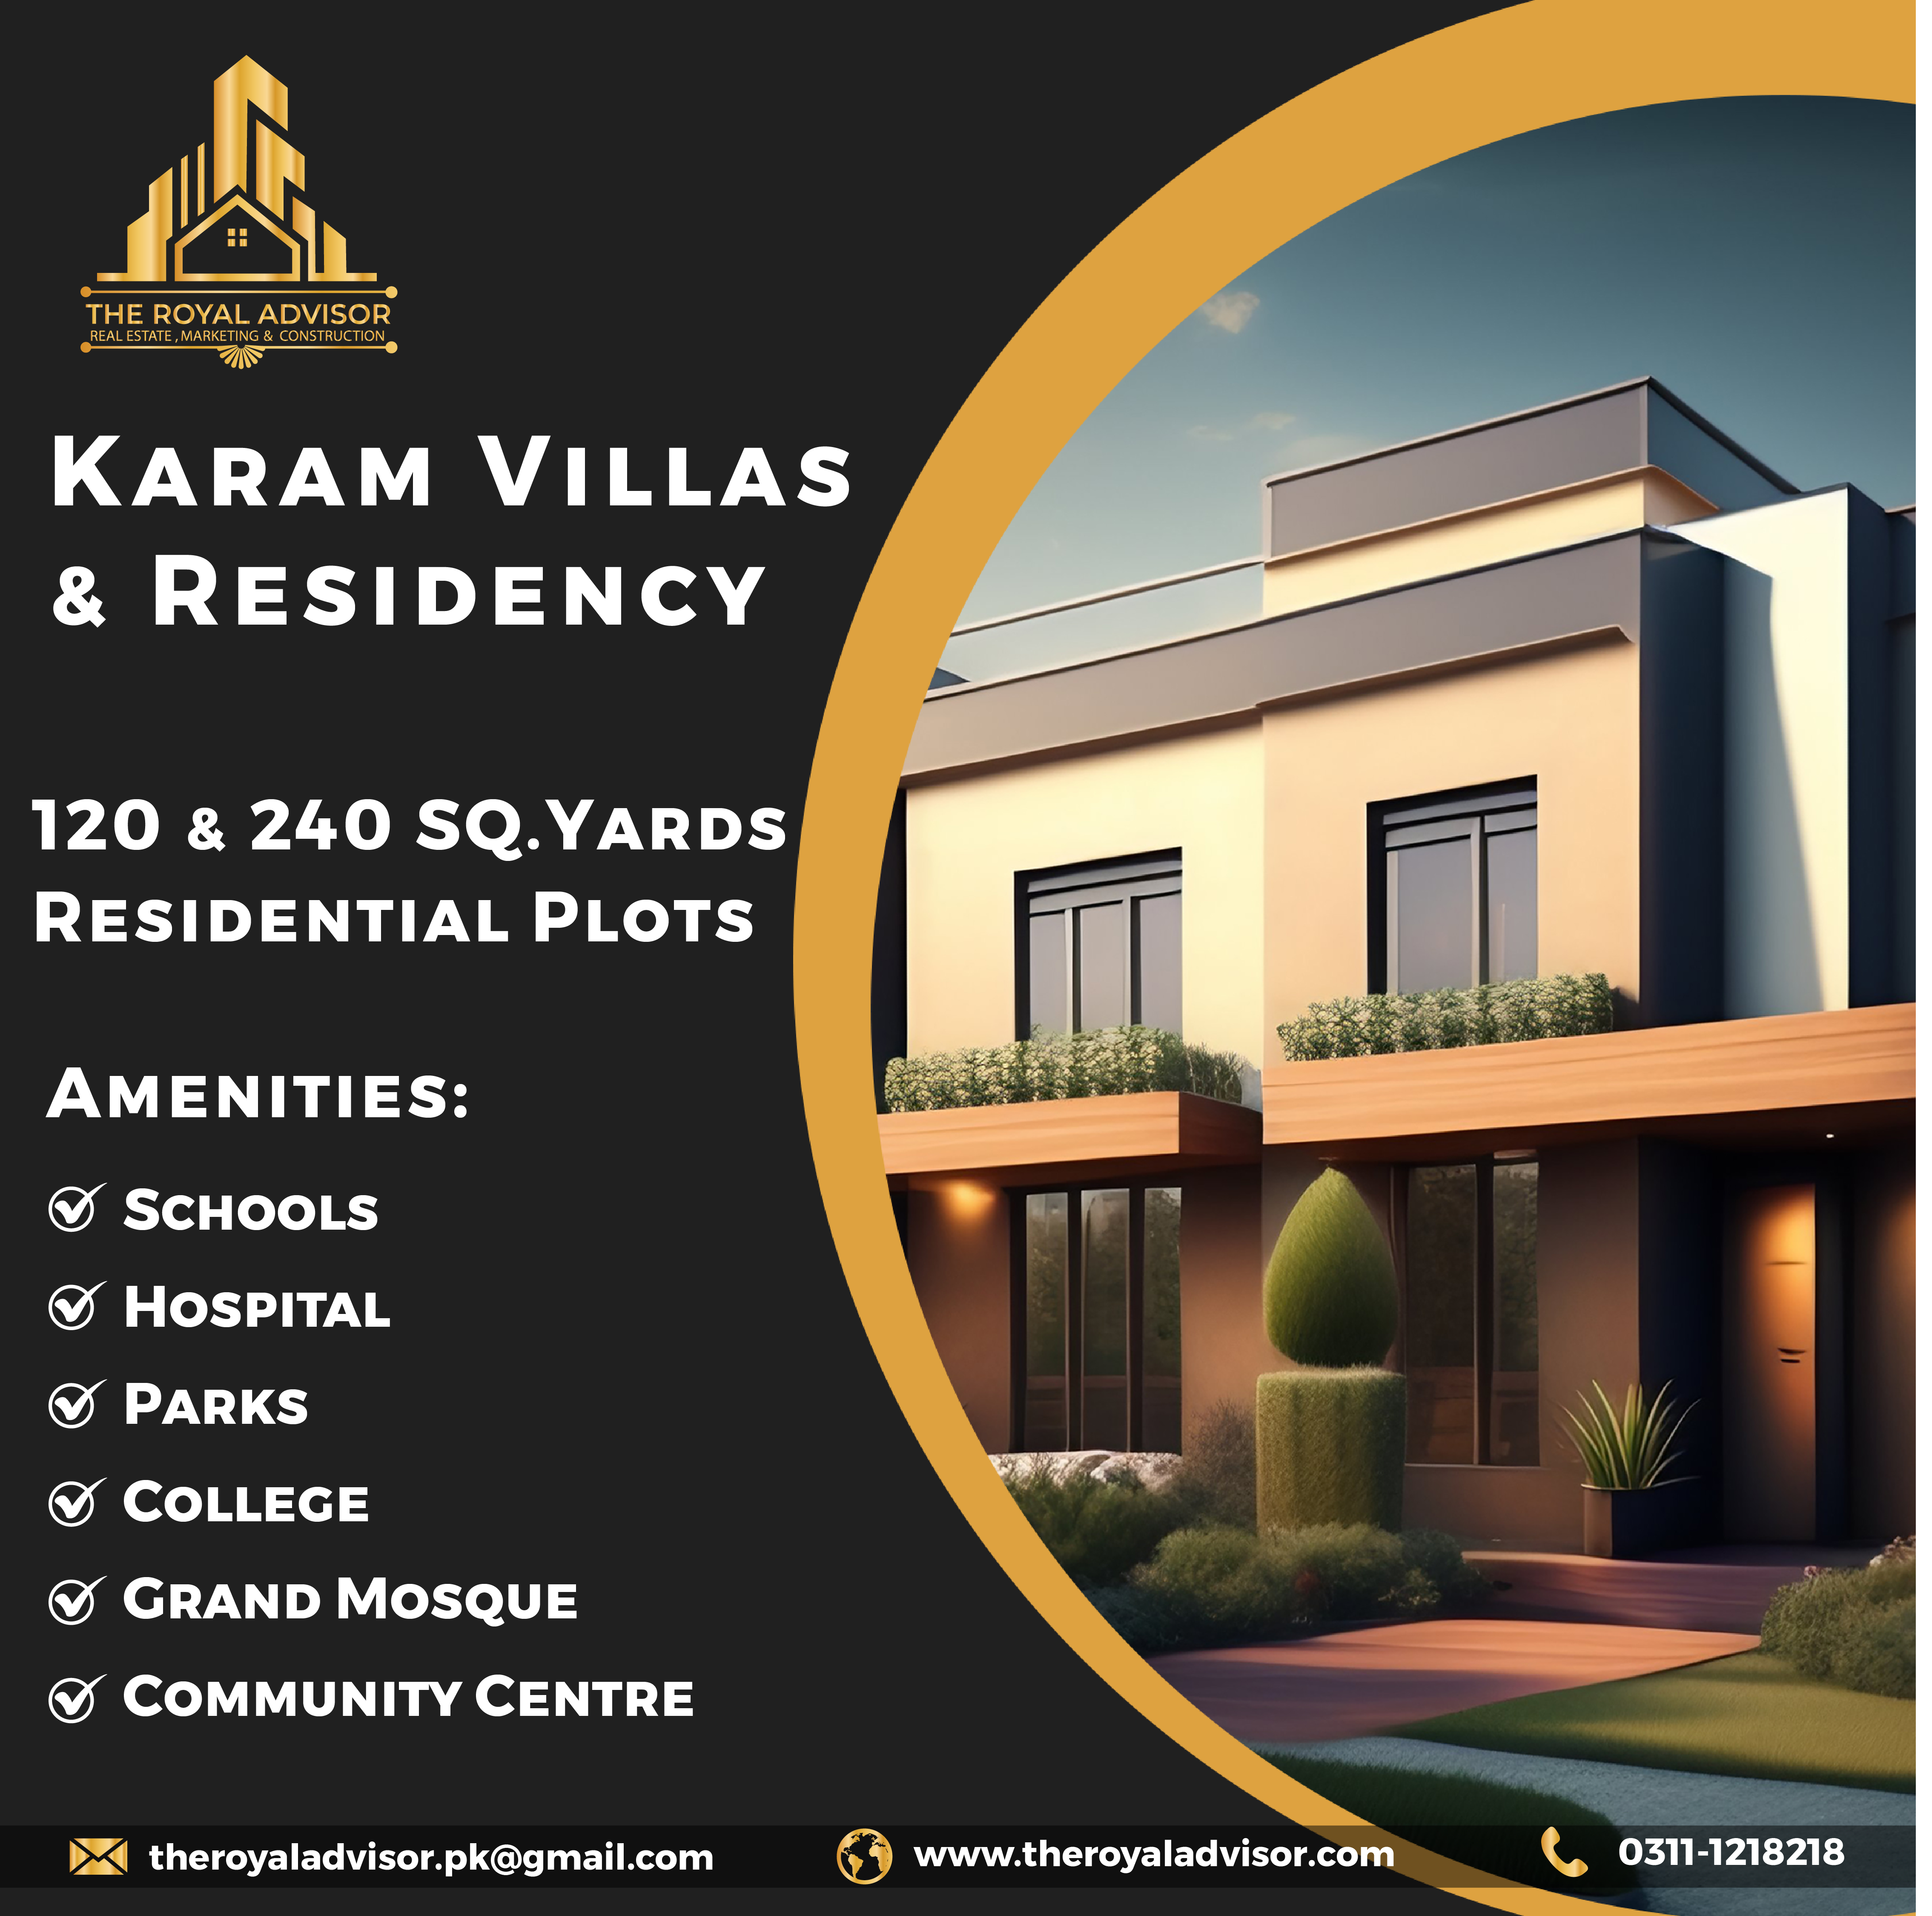 THE ROYAL ADVISOR
REAL ESTATE, MARKETING & CONSTRUCTION
KARAM VILLAS
& RESIDENCY
120 & 240 SQ.YARDS
RESIDENTIAL PLOTS
AMENITIES:
SCHOOLS
HOSPITAL
PARKS
COLLEGE
GRAND MOSQUE
COMMUNITY CENTRE
theroyaladvisor.pk@gmail.com
www.theroyaladvisor.com
0311-1218218